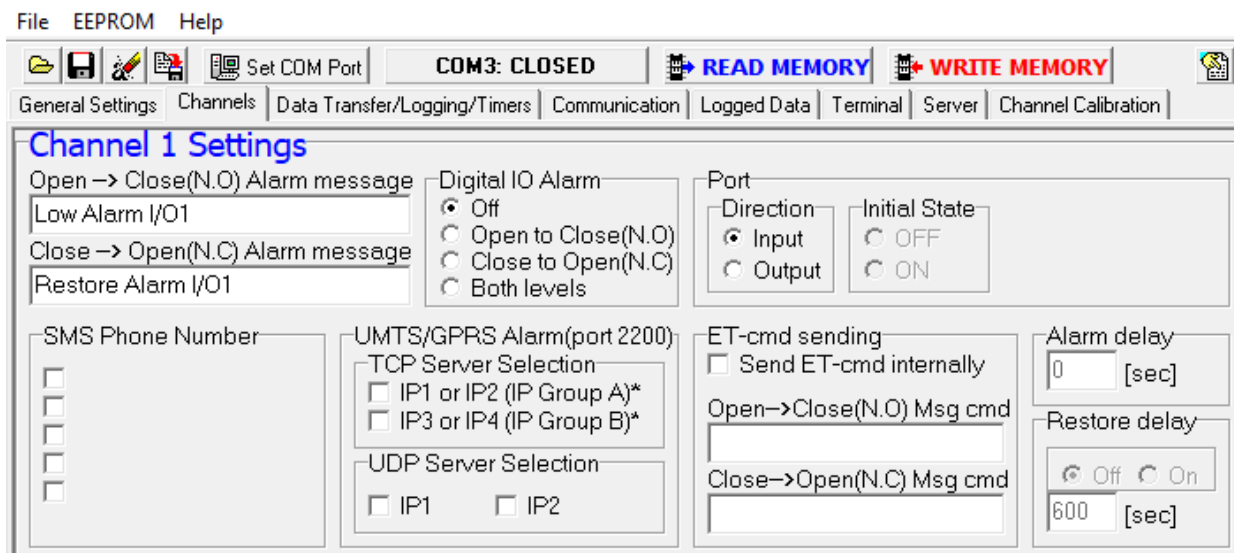 File EEPROM Help
Set COM Port COM3: CLOSED READ MEMORY WRITE MEMORY
General Settings Channels Data Transfer/Logging/Timers Communication Logged Data Terminal Server Channel Calibration
Channel 1 Settings
Open –> Close(N.O) Alarm message
Low Alarm I/O1
Close –> Open(N.C) Alarm message
Restore Alarm I/O1
Digital IO Alarm
Off
Open to Close(N.O)
Close to Open(N.C)
Both levels
Port
Direction
Input
Output
Initial State
OFF
ON
SMS Phone Number
UMTS/GPRS Alarm(port 2200)
TCP Server Selection
IP1 or IP2 (IP Group A)*
IP3 or IP4 (IP Group B)*
UDP Server Selection
IP1 IP2
ET-cmd sending
Send ET-cmd internally
Open–>Close(N.O) Msg cmd
Close–>Open(N.C) Msg cmd
Alarm delay
0 [sec]
Restore delay
Off On
600 [sec]